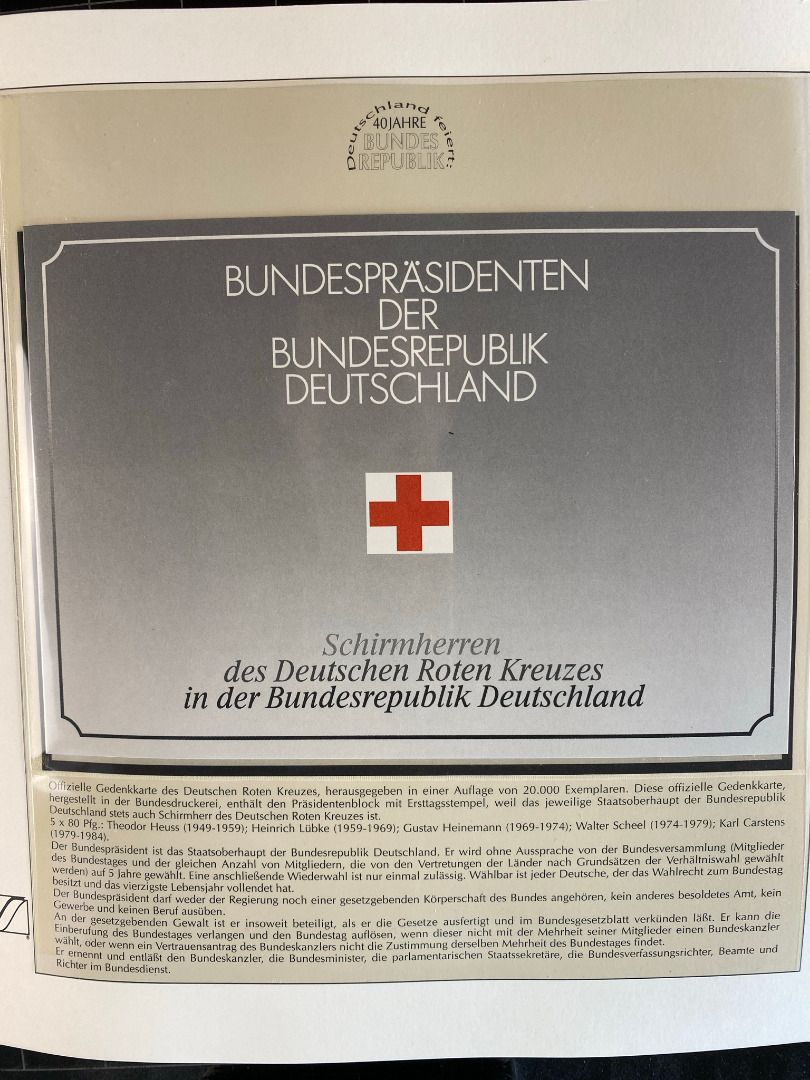 Deutschland feiert:
40 JAHRE
BUNDES
REPUBLIK
BUNDESPRÄSIDENTEN
DER
BUNDESREPUBLIK
DEUTSCHLAND
Schirmherren
des Deutschen Roten Kreuzes
in der Bundesrepublik Deutschland
Offizielle Gedenkkarte des Deutschen Roten Kreuzes, herausgegeben in einer Auflage von 20.000 Exemplaren. Diese offizielle Gedenkkarte,
hergestellt in der Bundesdruckerei, enthält den Präsidentenblock mit Ersttagsstempel, weil das jeweilige Staatsoberhaupt der Bundesrepublik
Deutschland stets auch Schirmherr des Deutschen Roten Kreuzes ist.
5 x 80 Pfg.: Theodor Heuss (1949-1959); Heinrich Lübke (1959-1969); Gustav Heinemann (1969-1974); Walter Scheel (1974-1979); Karl Carstens
(1979-1984).
Der Bundespräsident ist das Staatsoberhaupt der Bundesrepublik Deutschland. Er wird ohne Aussprache von der Bundesversammlung (Mitglieder
des Bundestages und der gleichen Anzahl von Mitgliedern, die von den Vertretungen der Länder nach Grundsätzen der Verhältniswahl gewählt
werden) auf 5 Jahre gewählt. Eine anschließende Wiederwahl ist nur einmal zulässig. Wählbar ist jeder Deutsche, der das Wahlrecht zum Bundestag
besitzt und das vierzigste Lebensjahr vollendet hat.
Der Bundespräsident darf weder der Regierung noch einer gesetzgebenden Körperschaft des Bundes angehören, kein anderes besoldetes Amt, kein
Gewerbe und keinen Beruf ausüben.
An der gesetzgebenden Gewalt ist er insoweit beteiligt, als er die Gesetze ausfertigt und im Bundesgesetzblatt verkünden läßt. Er kann die
Einberufung des Bundestages verlangen und den Bundestag auflösen, wenn dieser nicht mit der Mehrheit seiner Mitglieder einen Bundeskanzler
wählt, oder wenn ein Vertrauensantrag des Bundeskanzlers nicht die Zustimmung derselben Mehrheit des Bundestages findet.
Er ernennt und entläßt den Bundeskanzler, die Bundesminister, die parlamentarischen Staatssekretäre, die Bundesverfassungsrichter, Beamte und
Richter im Bundesdienst.